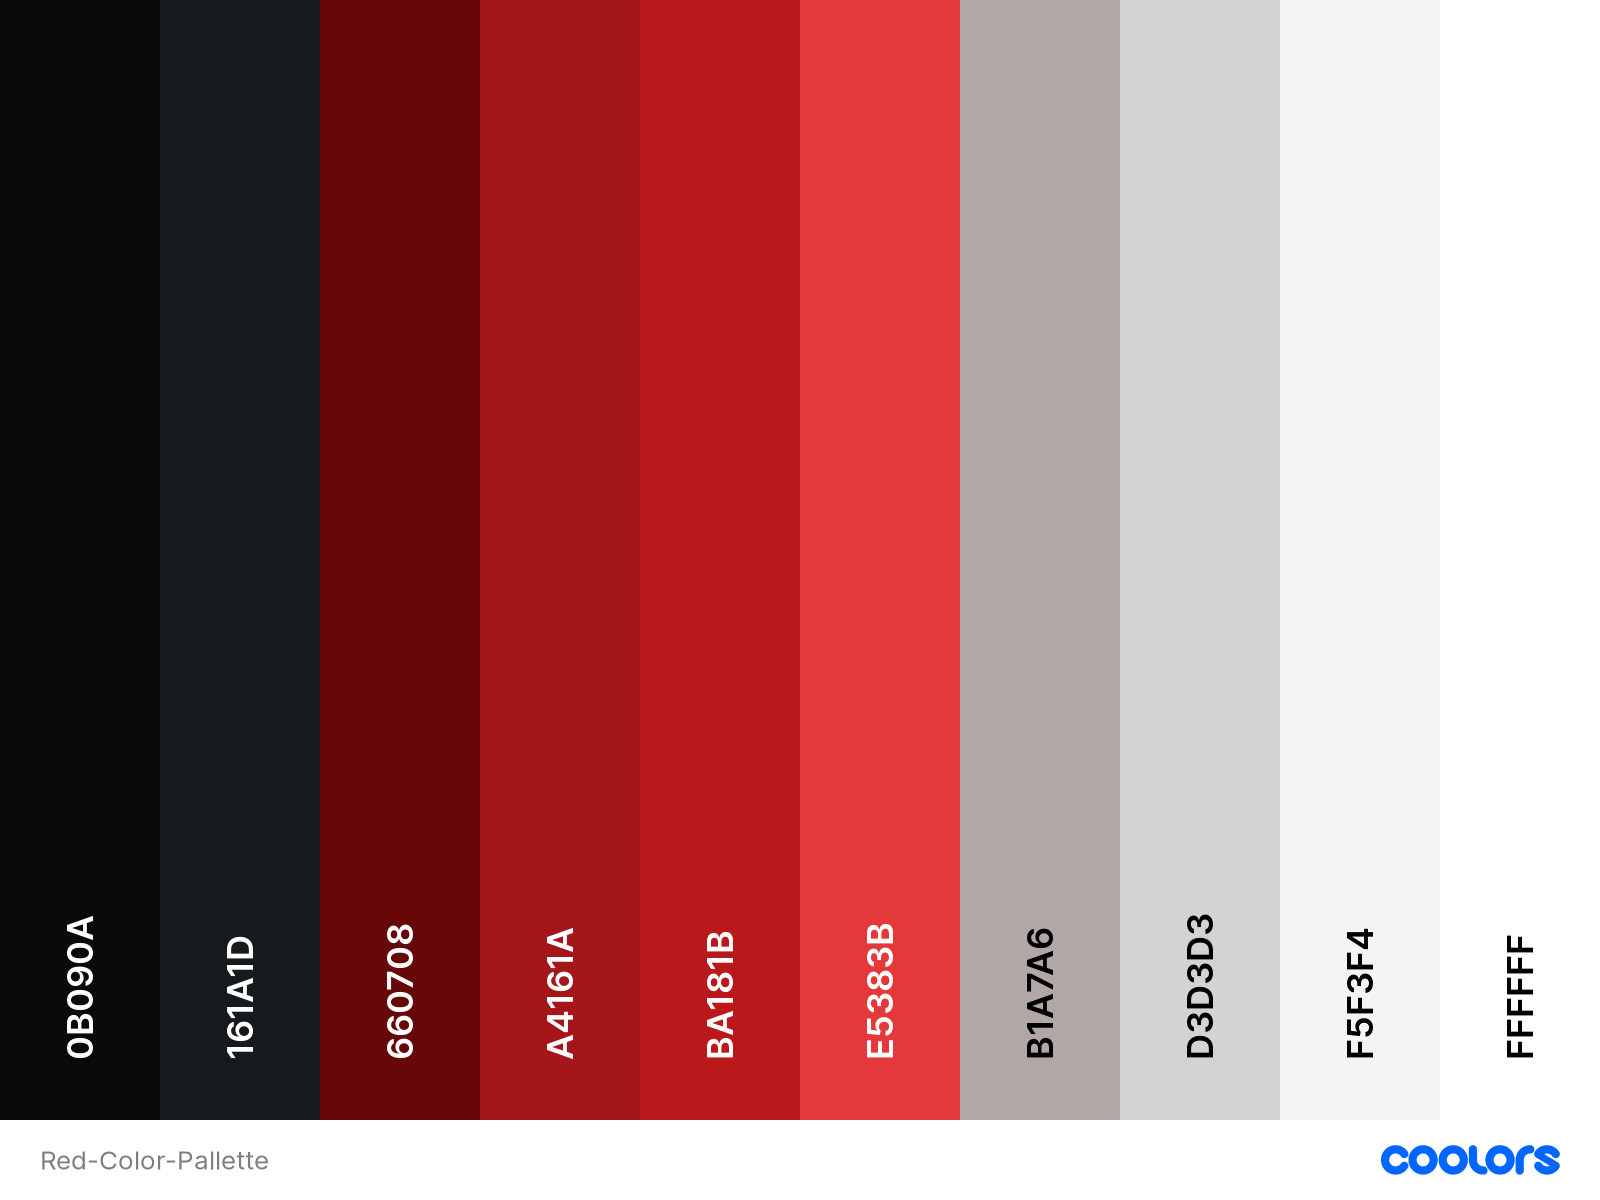 0B090A
161A1D
660708
A4161A
BA181B
E5383B
B1A7A6
D3D3D3
F5F3F4
FFFFFF
Red-Color-Pallette
coolors